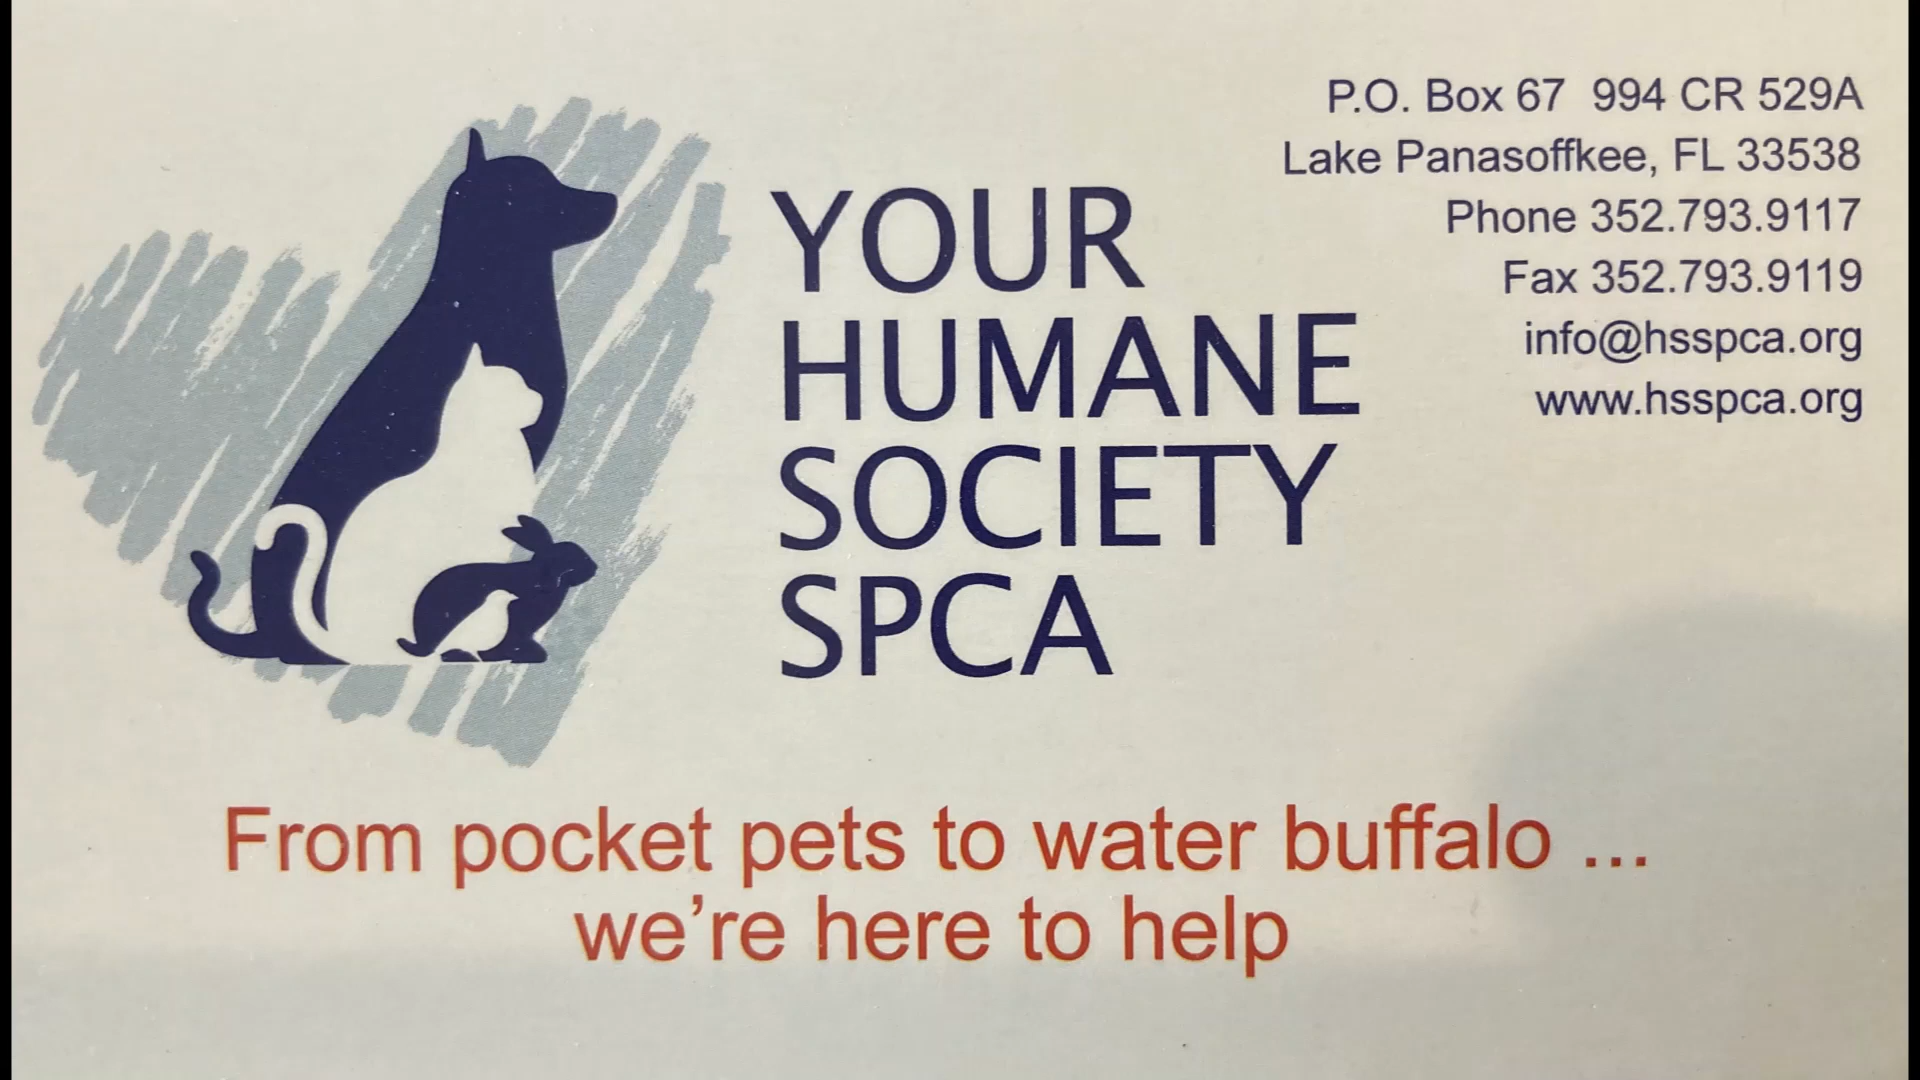 P.O. Box 67  994 CR 529A
Lake Panasoffkee, FL 33538
Phone 352.793.9117
Fax 352.793.9119
info@hsspca.org
www.hsspca.org
YOUR
HUMANE
SOCIETY
SPCA
From pocket pets to water buffalo ...
we’re here to help